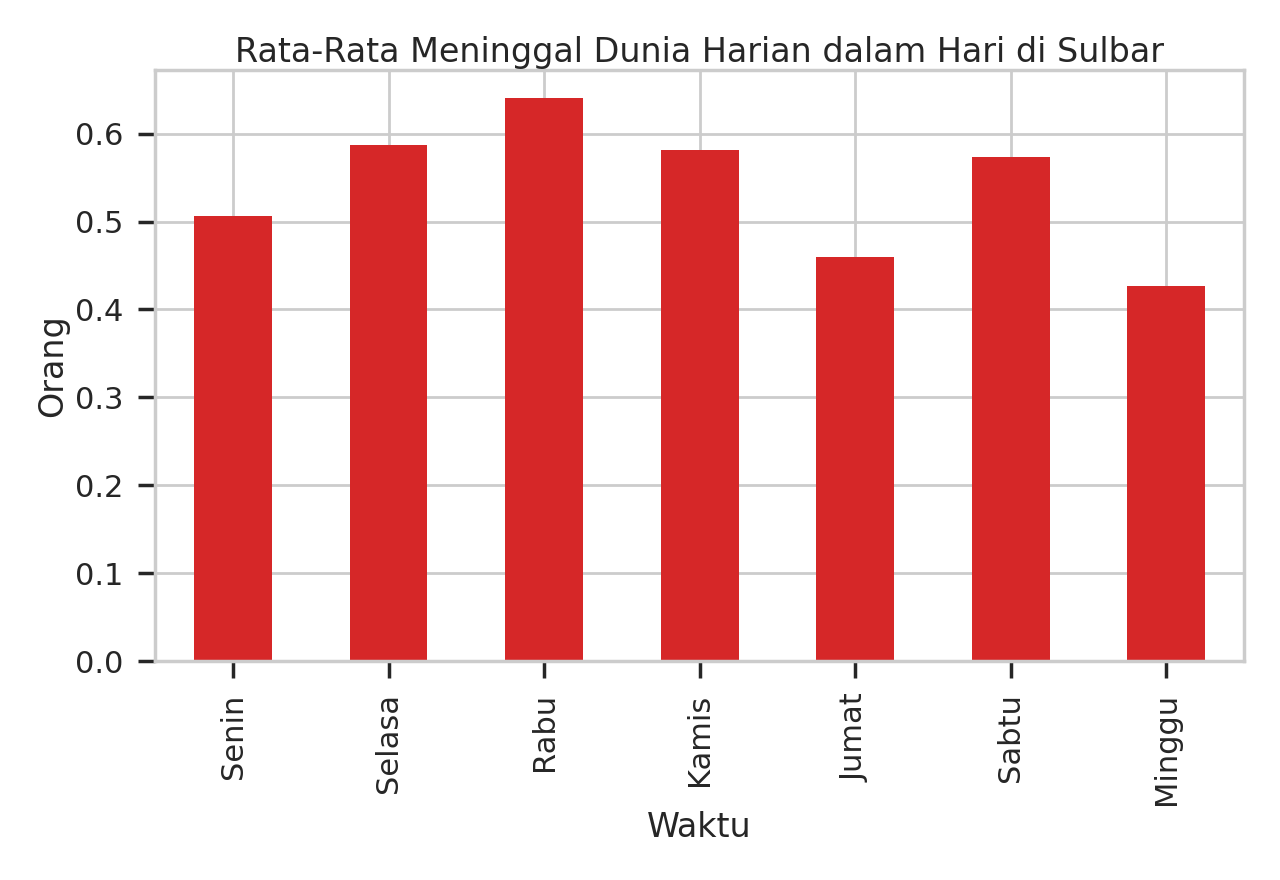 Rata-Rata Meninggal Dunia Harian dalam Hari di Sulbar
Orang
0.6
0.5
0.4
0.3
0.2
0.1
0.0
Senin
Selasa
Rabu
Kamis
Jumat
Sabtu
Minggu
Waktu